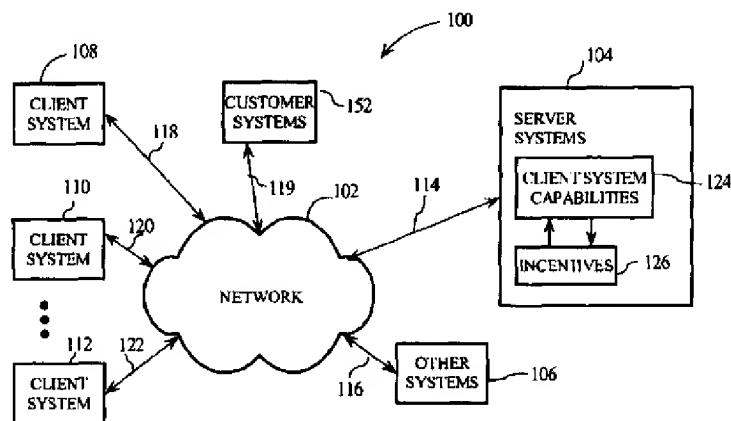 100
108
CLIENT
SYSTEM
118
CUSTOMER
SYSTEMS
152
119
104
SERVER
SYSTEMS
CLIENT SYSTEM
CAPABILITIES
124
INCENTIVES
126
110
CLIENT
SYSTEM
120
102
114
NETWORK
112
CLIENT
SYSTEM
122
116
OTHER
SYSTEMS
106